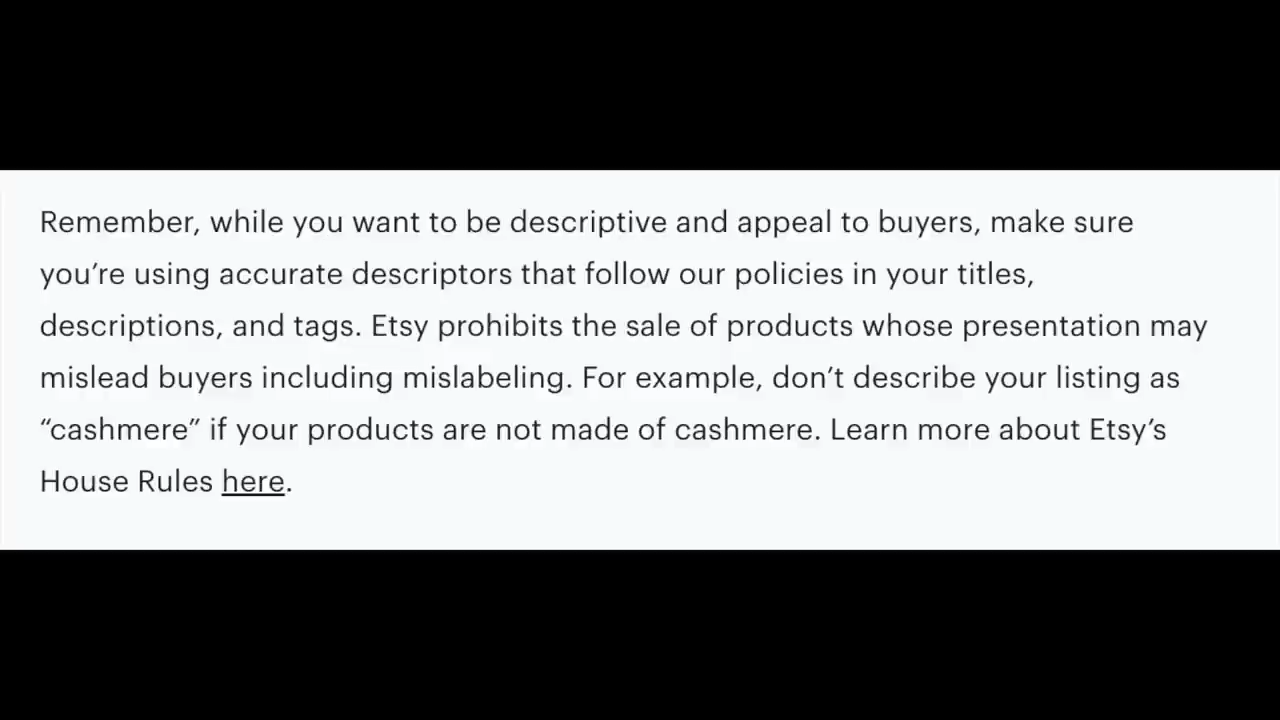 Remember, while you want to be descriptive and appeal to buyers, make sure
you’re using accurate descriptors that follow our policies in your titles,
descriptions, and tags. Etsy prohibits the sale of products whose presentation may
mislead buyers including mislabeling. For example, don’t describe your listing as
“cashmere” if your products are not made of cashmere. Learn more about Etsy’s
House Rules here.